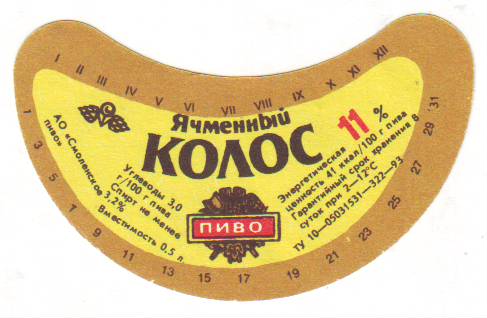 I II III IV V VI VII VIII IX X XI XII
Ячменный
КОЛОС
11 %
АО «Смоленское
пиво»
Углеводы 3,0
г/100 г пива
Спирт не менее
3,2%
Вместимость 0,5 л.
ПИВО
Энергетическая
ценность 41 ккал/100 г пива
Гарантийный срок хранения 8
суток при 2—12°С
ТУ 10—05031531—322—93
1 3 5 7 9 11 13 15 17 19 21 23 25 27 29 31